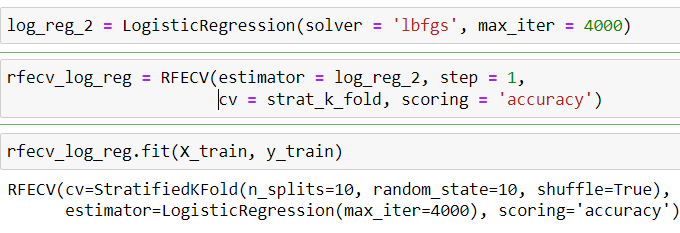 log_reg_2 = LogisticRegression(solver = 'lbfgs', max_iter = 4000)
rfecv_log_reg = RFECV(estimator = log_reg_2, step = 1,
cv = strat_k_fold, scoring = 'accuracy')
rfecv_log_reg.fit(X_train, y_train)
RFECV(cv=StratifiedKFold(n_splits=10, random_state=10, shuffle=True),
estimator=LogisticRegression(max_iter=4000), scoring='accuracy')